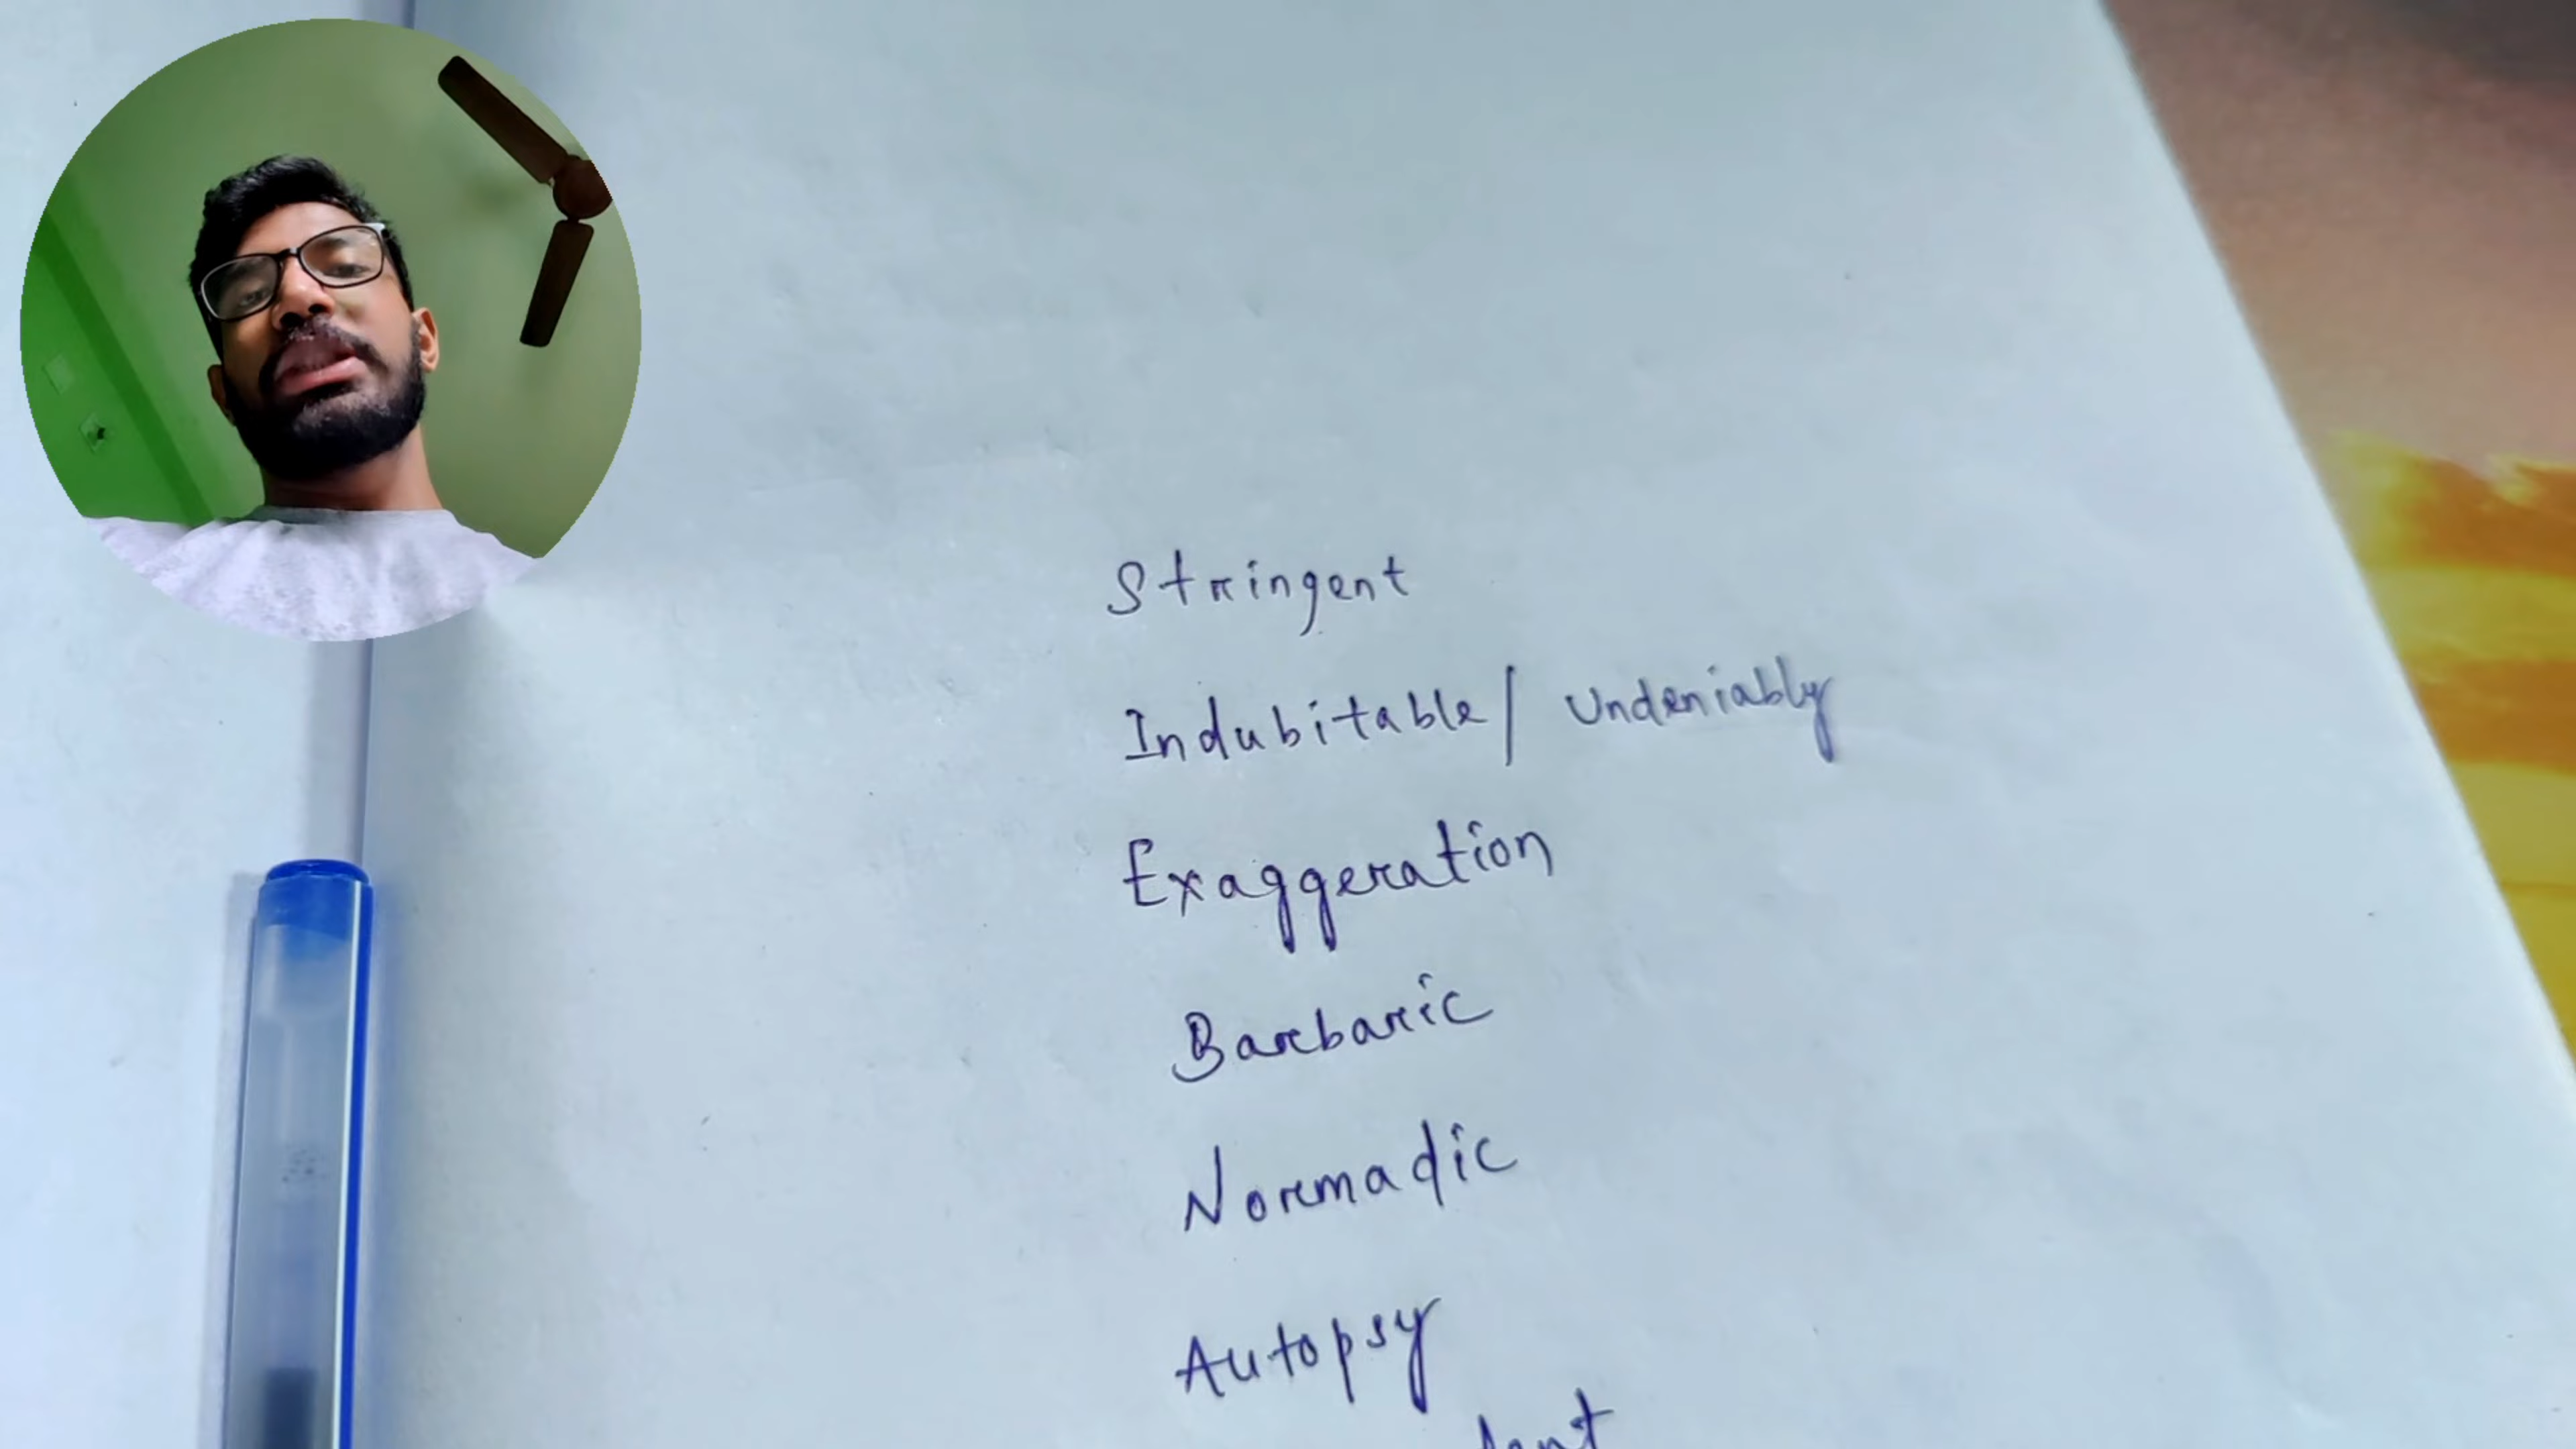 Stringent
Indubitable/ Undeniably
Exaggeration
Barbaric
Normadic
Autopsy